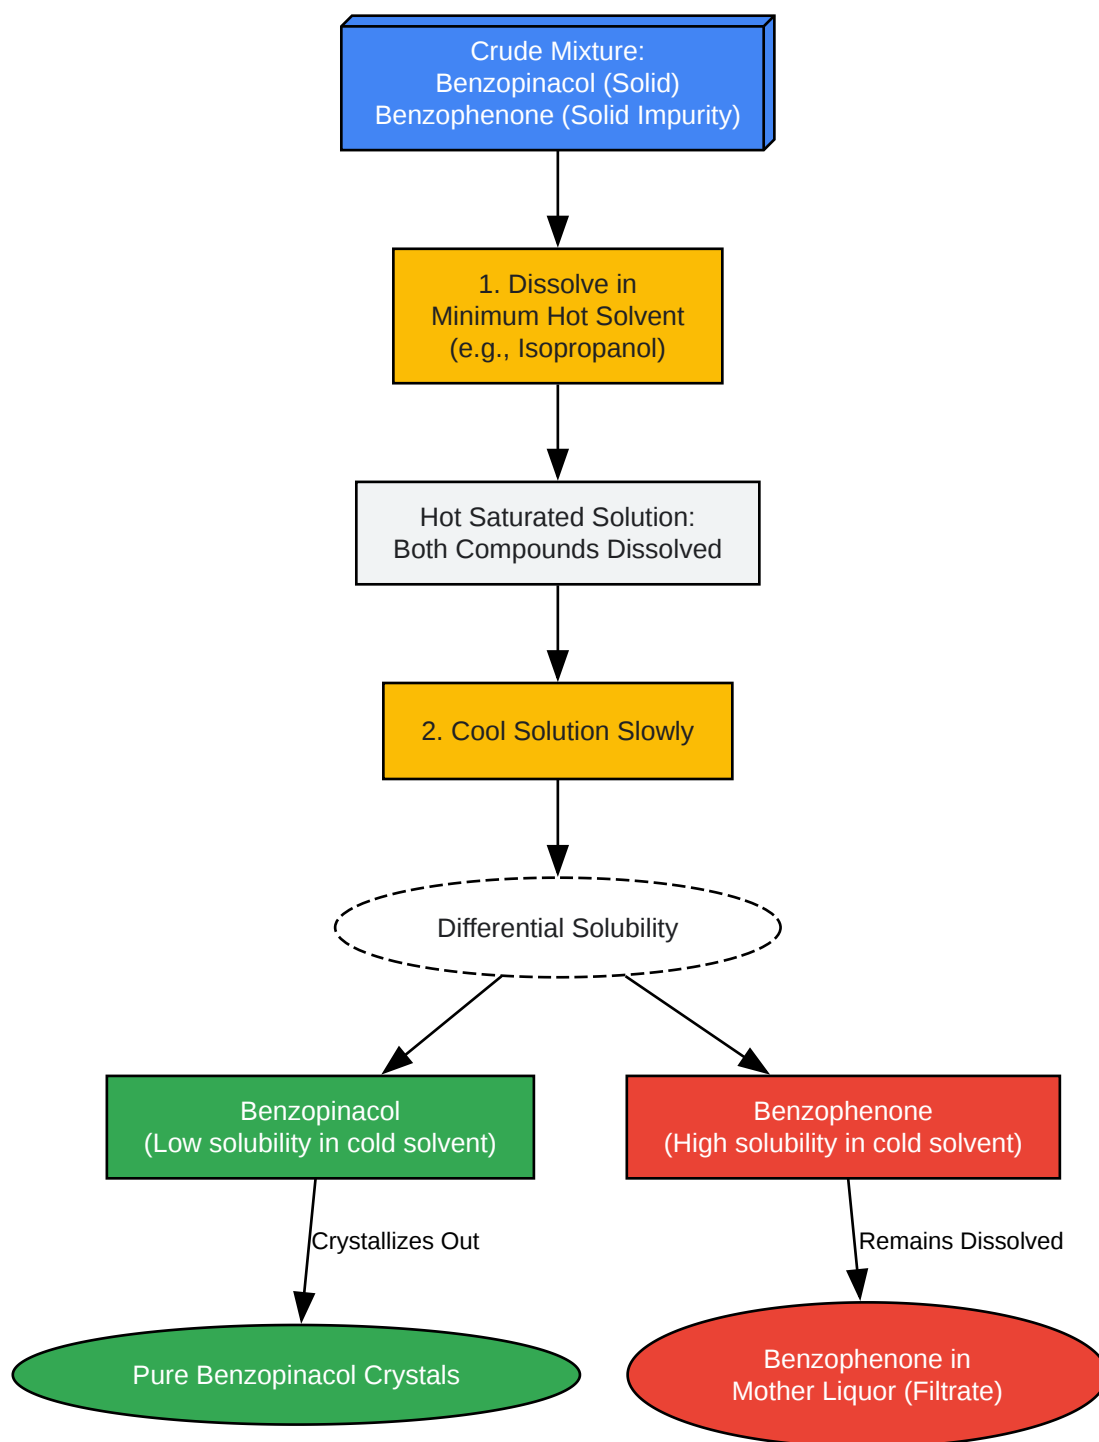 Crude Mixture:
Benzopinacol (Solid)
Benzophenone (Solid Impurity)
1. Dissolve in
Minimum Hot Solvent
(e.g., Isopropanol)
Hot Saturated Solution:
Both Compounds Dissolved
2. Cool Solution Slowly
Differential Solubility
Benzopinacol
(Low solubility in cold solvent)
Benzophenone
(High solubility in cold solvent)
Crystallizes Out
Remains Dissolved
Pure Benzopinacol Crystals
Benzophenone in
Mother Liquor (Filtrate)